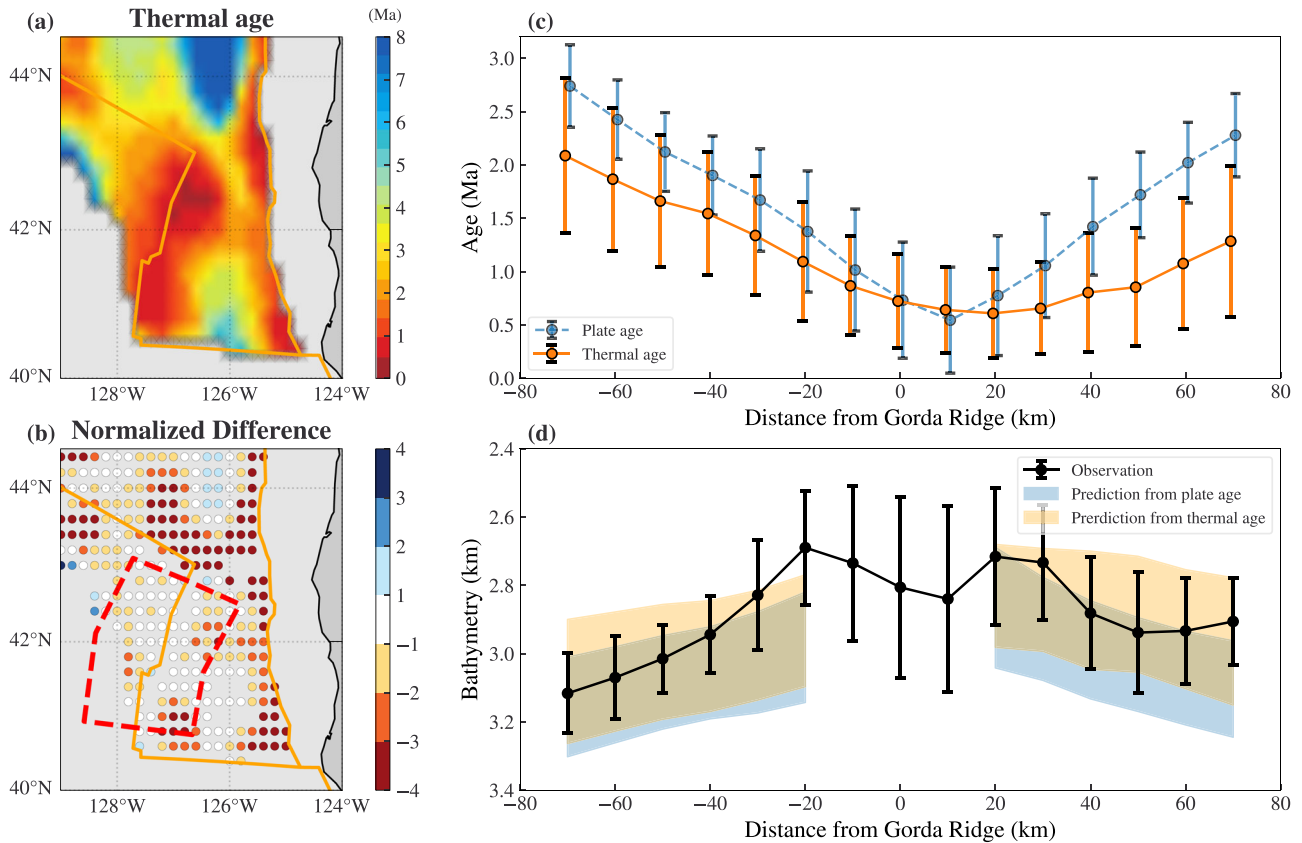 (a)
Thermal age
(Ma)
44°N
42°N
40°N
128°W
126°W
124°W
8
7
6
5
4
3
2
1
0
(b)
Normalized Difference
44°N
42°N
40°N
128°W
126°W
124°W
4
3
2
1
−1
−2
−3
−4
(c)
Age (Ma)
3.0
2.5
2.0
1.5
1.0
0.5
0.0
Plate age
Thermal age
−80
−60
−40
−20
0
20
40
60
80
Distance from Gorda Ridge (km)
(d)
Bathymetry (km)
2.4
2.6
2.8
3.0
3.2
3.4
Observation
Prediction from plate age
Prerdiction from thermal age
−80
−60
−40
−20
0
20
40
60
80
Distance from Gorda Ridge (km)